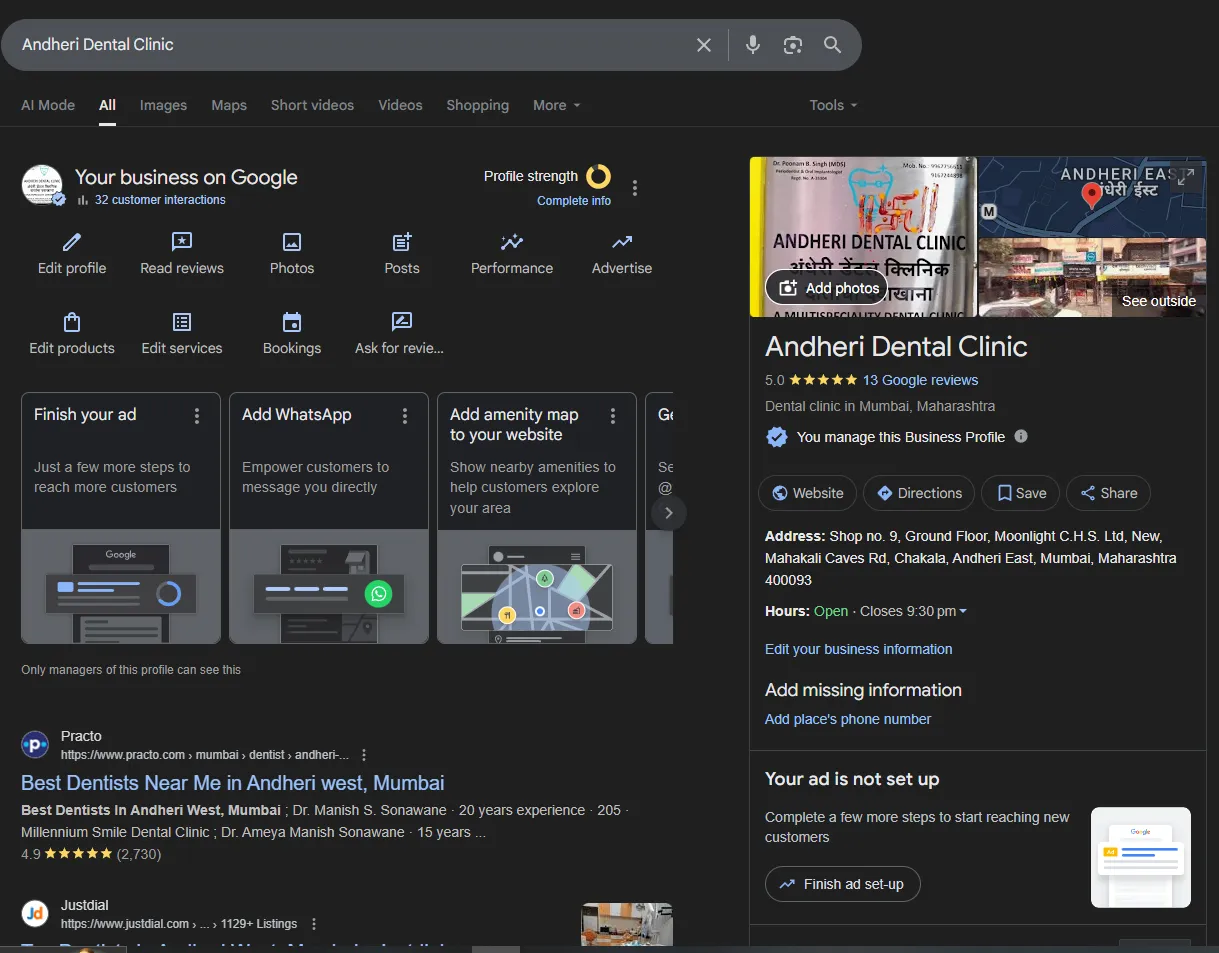 Andheri Dental Clinic
AI Mode
All
Images
Maps
Short videos
Videos
Shopping
More
Tools
Your business on Google
32 customer interactions
Profile strength
Complete info
Edit profile
Read reviews
Photos
Posts
Performance
Advertise
Edit products
Edit services
Bookings
Ask for revie...
Finish your ad
Just a few more steps to
reach more customers
Google
Add WhatsApp
Empower customers to
message you directly
Add amenity map
to your website
Show nearby amenities to
help customers explore
your area
Ge
Se
@
Only managers of this profile can see this
Practo
https://www.practo.com › mumbai › dentist › andheri-...
Best Dentists Near Me in Andheri west, Mumbai
Best Dentists In Andheri West, Mumbai ; Dr. Manish S. Sonawane · 20 years experience · 205 ·
Millennium Smile Dental Clinic ; Dr. Ameya Manish Sonawane · 15 years ...
4.9 ★★★★★ (2,730)
Jd
Justdial
https://www.justdial.com › ... › 1129+ Listings
Dr. Poonam B. Singh (MDS)
Periodontist & Oral Implantologist
Mob. No.:
ANDHERI DENTAL CLINIC
अंधेरी डेंटल क्लिनिक
A MULTISPECIALITY DENTAL CLINIC
Add photos
ANDHERI EAST
अंधेरी ईस्ट
M
See outside
Andheri Dental Clinic
5.0 ★★★★★ 13 Google reviews
Dental clinic in Mumbai, Maharashtra
You manage this Business Profile
Website
Directions
Save
Share
Address: Shop no. 9, Ground Floor, Moonlight C.H.S. Ltd, New,
Mahakali Caves Rd, Chakala, Andheri East, Mumbai, Maharashtra
400093
Hours: Open · Closes 9:30 pm
Edit your business information
Add missing information
Add place's phone number
Your ad is not set up
Complete a few more steps to start reaching new
customers
Google
Ad
Finish ad set-up